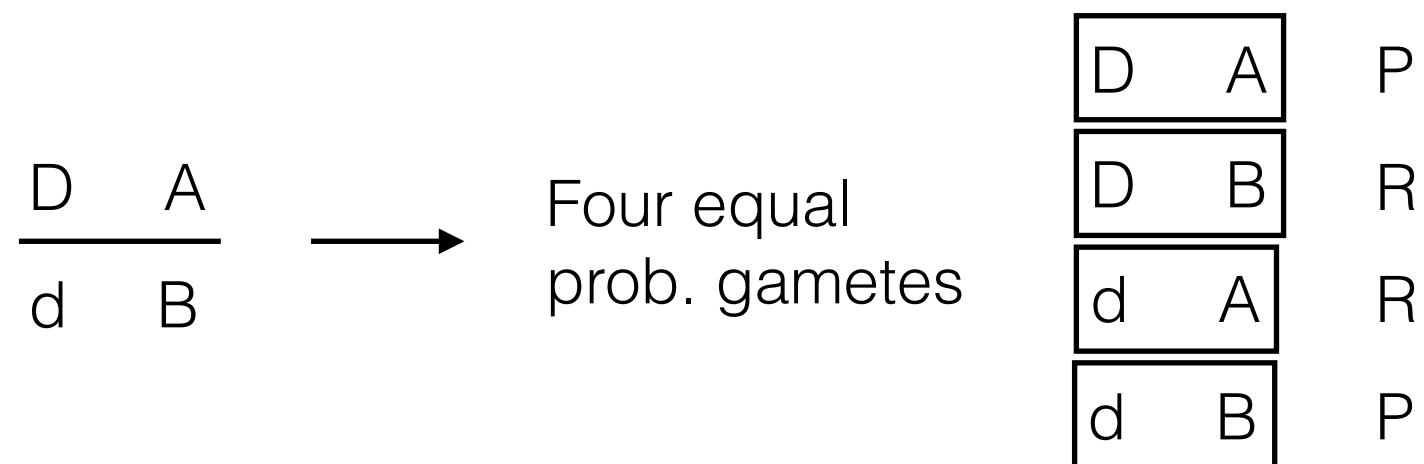 D A
d B
Four equal
prob. gametes
D A P
D B R
d A R
d B P